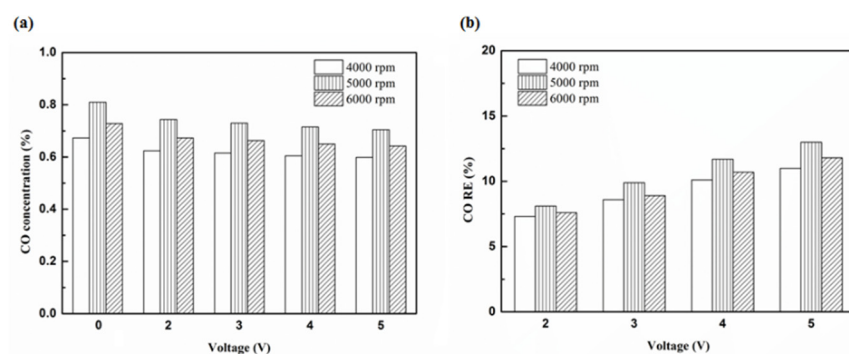 (a)
CO concentration (%)
1.0
0.8
0.6
0.4
0.2
0.0
4000 rpm
5000 rpm
6000 rpm
0 2 3 4 5
Voltage (V)
(b)
CO RE (%)
20
15
10
5
0
4000 rpm
5000 rpm
6000 rpm
2 3 4 5
Voltage (V)